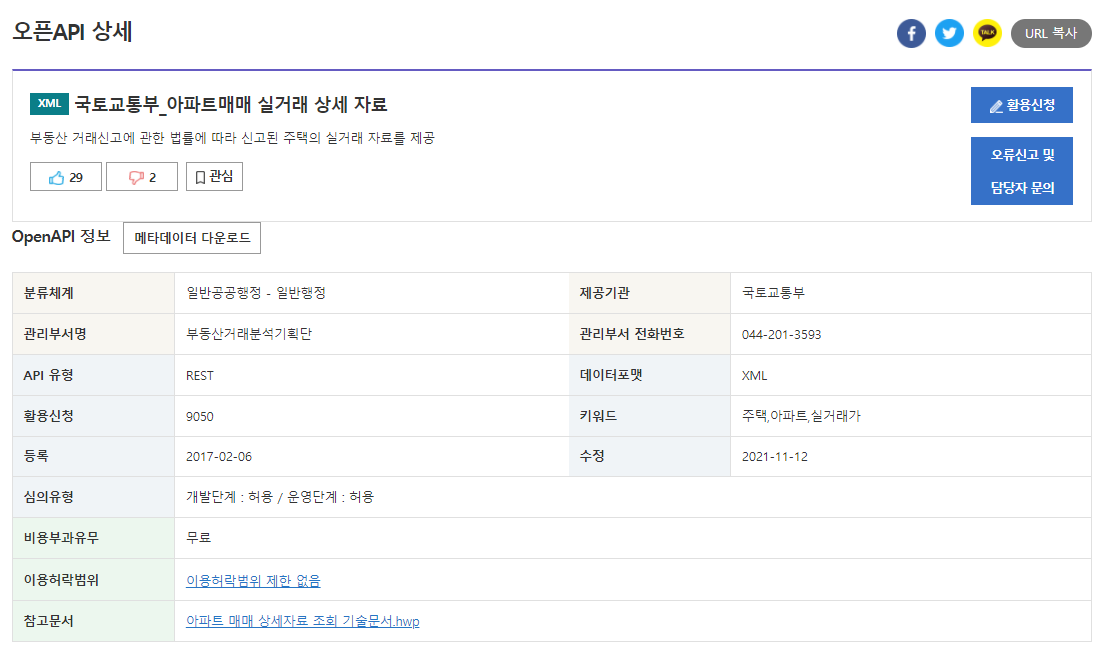 오픈API 상세
f
TALK
URL 복사
XML 국토교통부_아파트매매 실거래 상세 자료
활용신청
부동산 거래신고에 관한 법률에 따라 신고된 주택의 실거래 자료를 제공
오류신고 및
담당자 문의
29
2
관심
OpenAPI 정보
메타데이터 다운로드
분류체계 일반공공행정 - 일반행정 제공기관 국토교통부
관리부서명 부동산거래분석기획단 관리부서 전화번호 044-201-3593
API 유형 REST 데이터포맷 XML
활용신청 9050 키워드 주택,아파트,실거래가
등록 2017-02-06 수정 2021-11-12
심의유형 개발단계 : 허용 / 운영단계 : 허용
비용부과유무 무료
이용허락범위 이용허락범위 제한 없음
참고문서 아파트 매매 상세자료 조회 기술문서.hwp